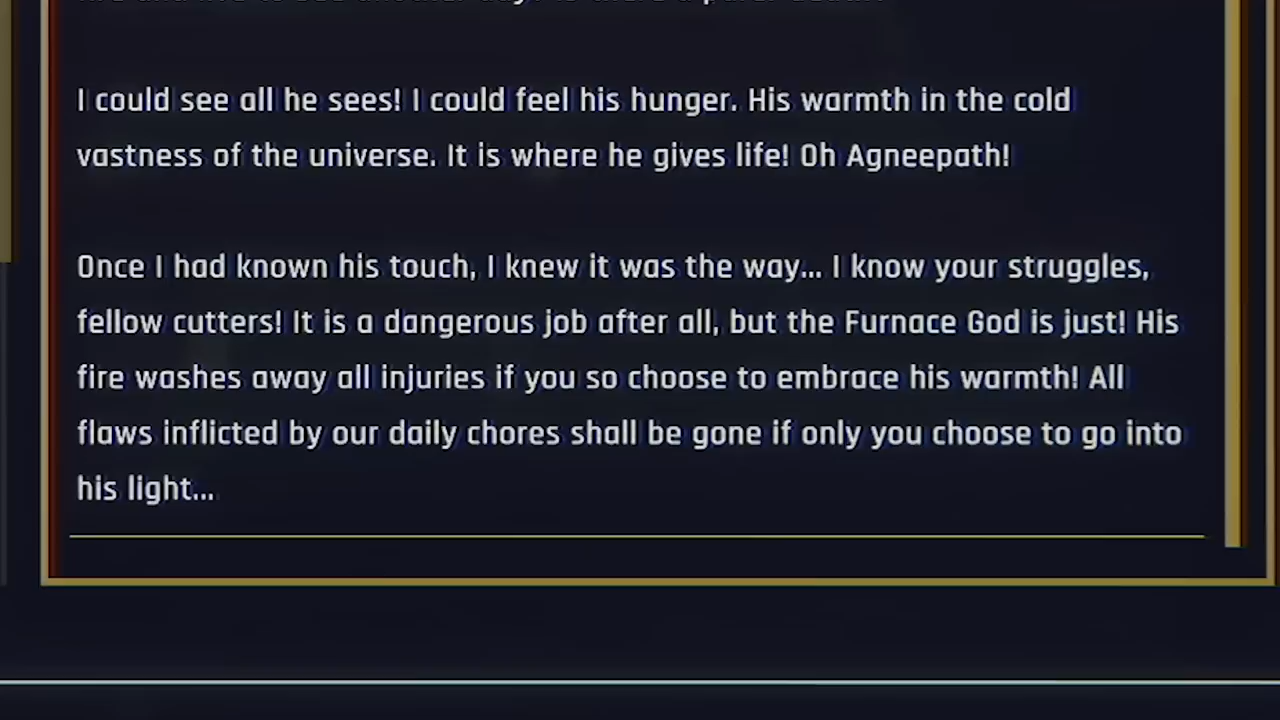 I could see all he sees! I could feel his hunger. His warmth in the cold
vastness of the universe. It is where he gives life! Oh Agneepath!
Once I had known his touch, I knew it was the way... I know your struggles,
fellow cutters! It is a dangerous job after all, but the Furnace God is just! His
fire washes away all injuries if you so choose to embrace his warmth! All
flaws inflicted by our daily chores shall be gone if only you choose to go into
his light...